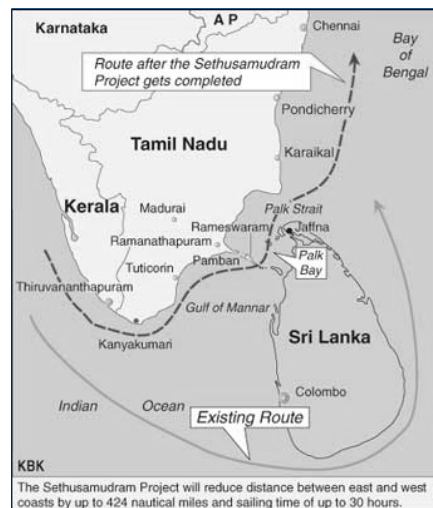 Karnataka
A P
Chennai
Route after the Sethusamudram
Project gets completed
Bay
of
Bengal
Pondicherry
Tamil Nadu
Karaikal
Kerala
Madurai
Palk Strait
Rameswaram
Jaffna
Ramanathapuram
Pamban
Palk
Bay
Tuticorin
Thiruvananthapuram
Gulf of Mannar
Kanyakumari
Sri Lanka
Colombo
Indian Ocean
Existing Route
KBK
The Sethusamudram Project will reduce distance between east and west
coasts by up to 424 nautical miles and sailing time of up to 30 hours.